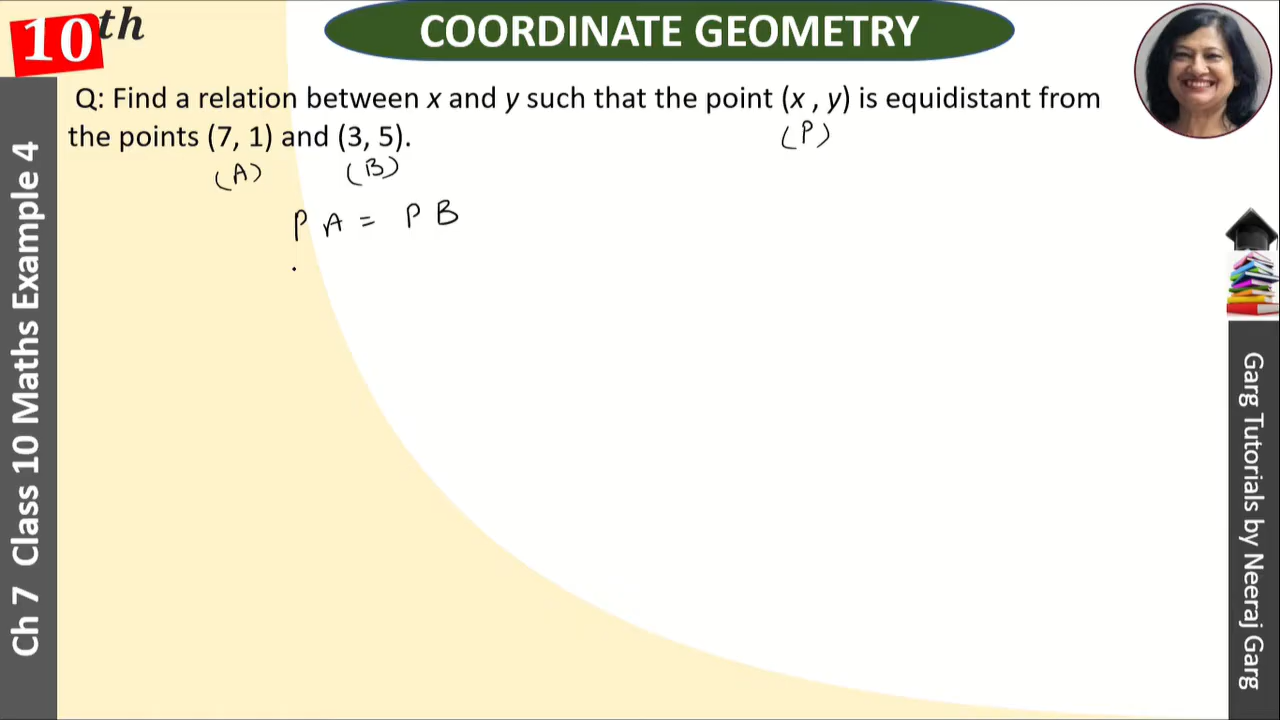 10th
COORDINATE GEOMETRY
Q: Find a relation between x and y such that the point (x , y) is equidistant from
the points (7, 1) and (3, 5).
(P)
(A) (B)
PA = PB
Ch 7 Class 10 Maths Example 4
Garg Tutorials by Neeraj Garg